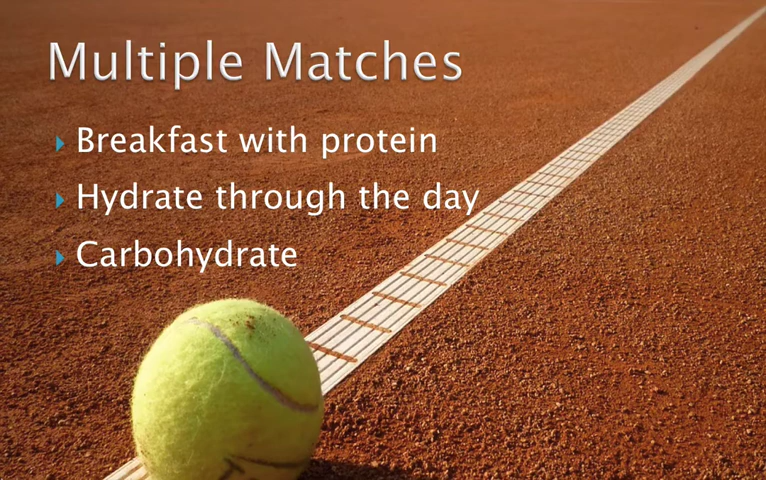 Multiple Matches
Breakfast with protein
Hydrate through the day
Carbohydrate